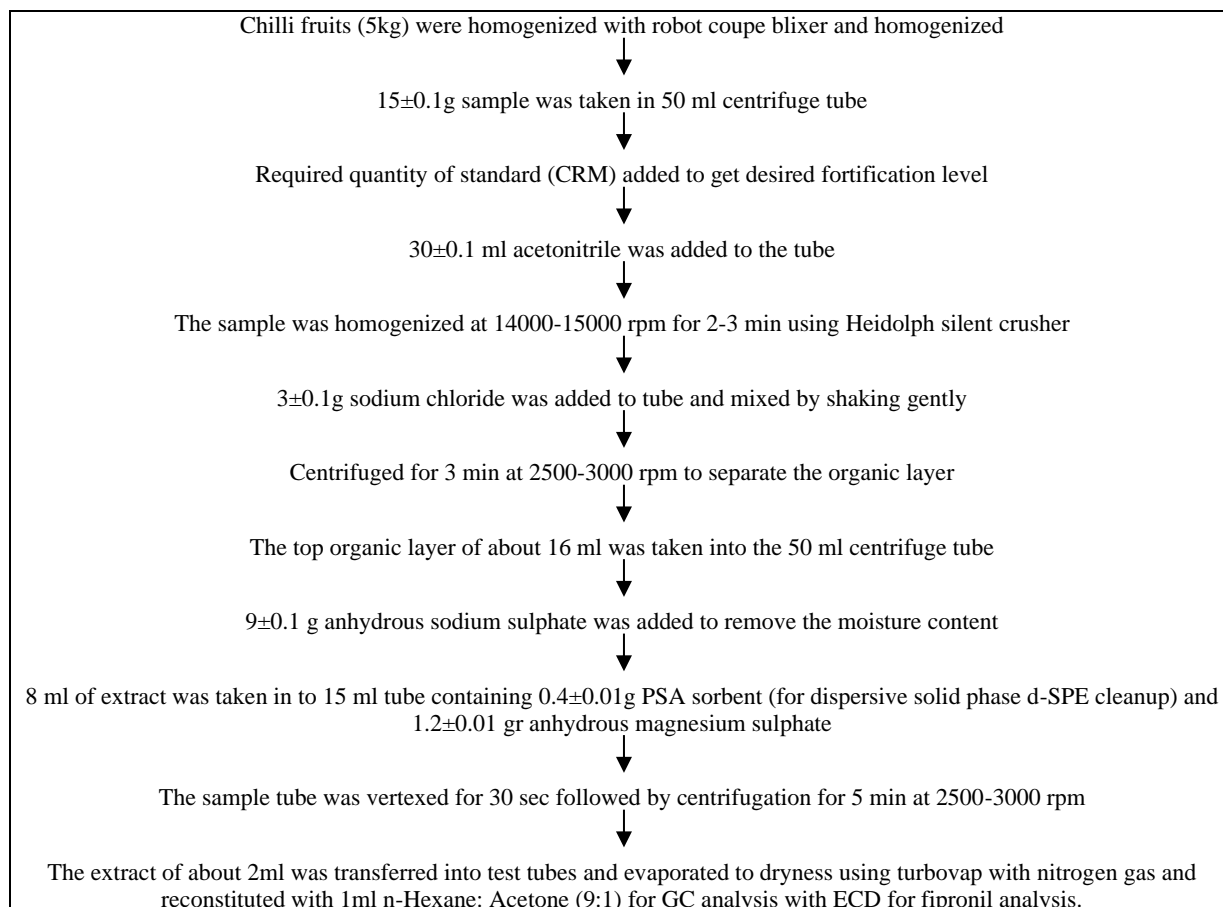 Chilli fruits (5kg) were homogenized with robot coupe blixer and homogenized
15±0.1g sample was taken in 50 ml centrifuge tube
Required quantity of standard (CRM) added to get desired fortification level
30±0.1 ml acetonitrile was added to the tube
The sample was homogenized at 14000-15000 rpm for 2-3 min using Heidolph silent crusher
3±0.1g sodium chloride was added to tube and mixed by shaking gently
Centrifuged for 3 min at 2500-3000 rpm to separate the organic layer
The top organic layer of about 16 ml was taken into the 50 ml centrifuge tube
9±0.1 g anhydrous sodium sulphate was added to remove the moisture content
8 ml of extract was taken in to 15 ml tube containing 0.4±0.01g PSA sorbent (for dispersive solid phase d-SPE cleanup) and
1.2±0.01 gr anhydrous magnesium sulphate
The sample tube was vertexed for 30 sec followed by centrifugation for 5 min at 2500-3000 rpm
The extract of about 2ml was transferred into test tubes and evaporated to dryness using turbovap with nitrogen gas and
reconstituted with 1ml n-Hexane: Acetone (9:1) for GC analysis with ECD for fipronil analysis.